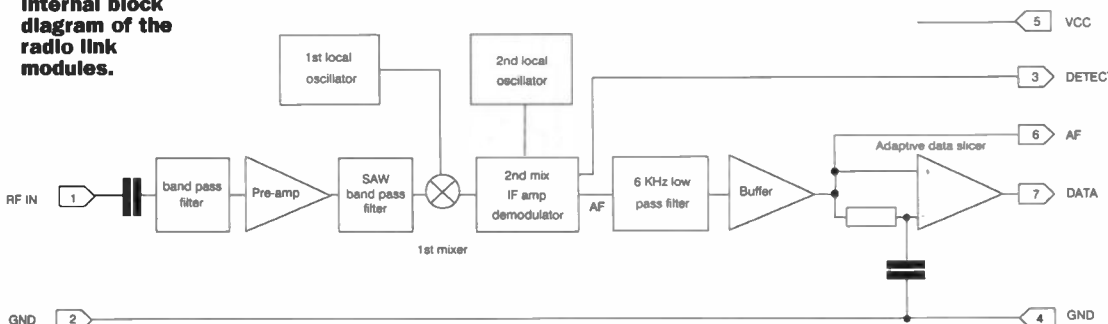 internal block
diagram of the
radio link
modules.
5 VCC
1st local
oscillator
2nd local
oscillator
3 DETECT
6 AF
Adaptive data slicer
RF IN
1
band pass
filter
Pre-amp
SAW
band pass
filter
1st mixer
2nd mix
IF amp
demodulator
AF
6 KHz low
pass filter
Buffer
+
-
7 DATA
GND 2
4 GND